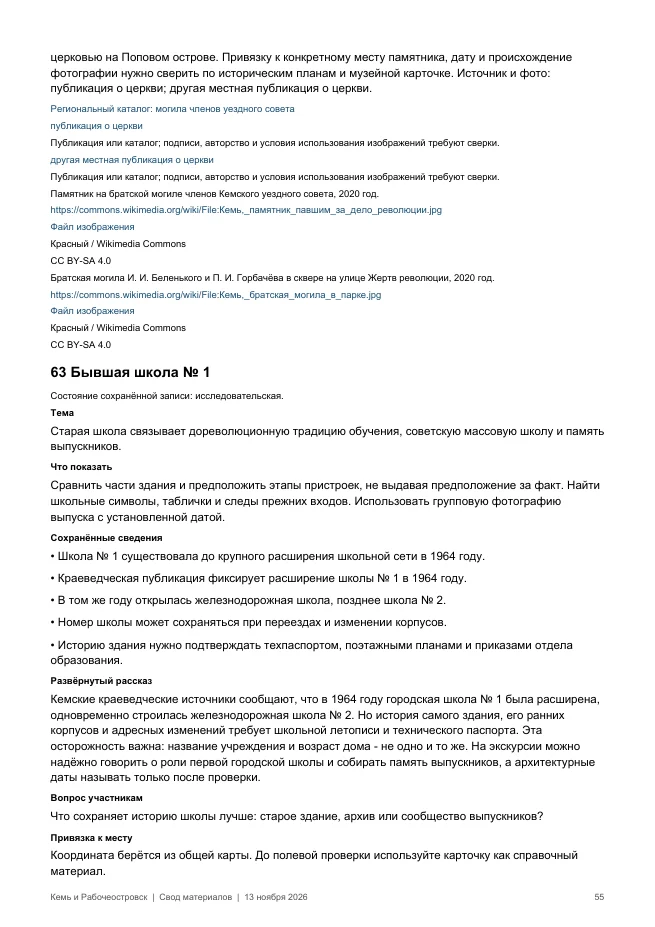 церковью на Поповом острове. Привязку к конкретному месту памятника, дату и происхождение
фотографии нужно сверить по историческим планам и музейной карточке. Источник и фото:
публикация о церкви; другая местная публикация о церкви.
Региональный каталог: могила членов уездного совета
публикация о церкви
Публикация или каталог; подписи, авторство и условия использования изображений требуют сверки.
другая местная публикация о церкви
Публикация или каталог; подписи, авторство и условия использования изображений требуют сверки.
Памятник на братской могиле членов Кемского уездного совета, 2020 год.
https://commons.wikimedia.org/wiki/File:Кемь,_памятник_павшим_за_дело_революции.jpg
Файл изображения
Красный / Wikimedia Commons
CC BY-SA 4.0
Братская могила И. И. Беленького и П. И. Горбачёва в сквере на улице Жертв революции, 2020 год.
https://commons.wikimedia.org/wiki/File:Кемь,_братская_могила_в_парке.jpg
Файл изображения
Красный / Wikimedia Commons
CC BY-SA 4.0
63 Бывшая школа № 1
Состояние сохранённой записи: исследовательская.
Тема
Старая школа связывает дореволюционную традицию обучения, советскую массовую школу и память
выпускников.
Что показать
Сравнить части здания и предположить этапы пристроек, не выдавая предположение за факт. Найти
школьные символы, таблички и следы прежних входов. Использовать групповую фотографию
выпуска с установленной датой.
Сохранённые сведения
• Школа № 1 существовала до крупного расширения школьной сети в 1964 году.
• Краеведческая публикация фиксирует расширение школы № 1 в 1964 году.
• В том же году открылась железнодорожная школа, позднее школа № 2.
• Номер школы может сохраняться при переездах и изменении корпусов.
• Историю здания нужно подтверждать техпаспортом, поэтажными планами и приказами отдела
образования.
Развёрнутый рассказ
Кемские краеведческие источники сообщают, что в 1964 году городская школа № 1 была расширена,
одновременно строилась железнодорожная школа № 2. Но история самого здания, его ранних
корпусов и адресных изменений требует школьной летописи и технического паспорта. Эта
осторожность важна: название учреждения и возраст дома - не одно и то же. На экскурсии можно
надёжно говорить о роли первой городской школы и собирать память выпускников, а архитектурные
даты называть только после проверки.
Вопрос участникам
Что сохраняет историю школы лучше: старое здание, архив или сообщество выпускников?
Привязка к месту
Координата берётся из общей карты. До полевой проверки используйте карточку как справочный
материал.
Кемь и Рабочеостровск | Свод материалов | 13 ноября 2026 55